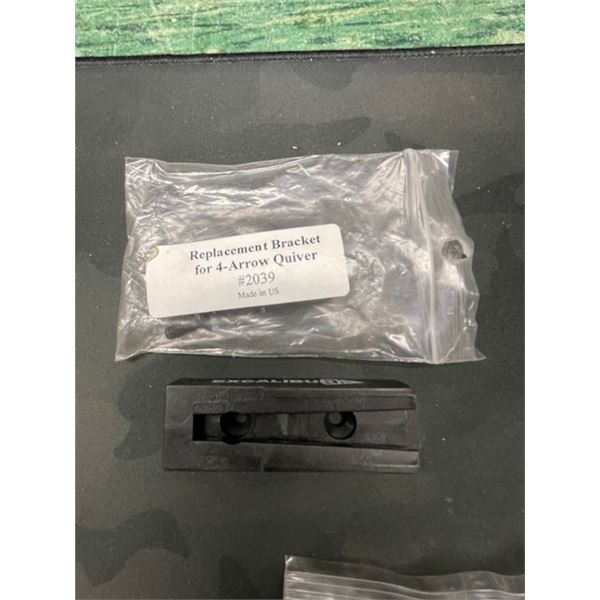 Replacement Bracket
for 4-Arrow Quiver
#2039
Made in US
EXCALIBUR